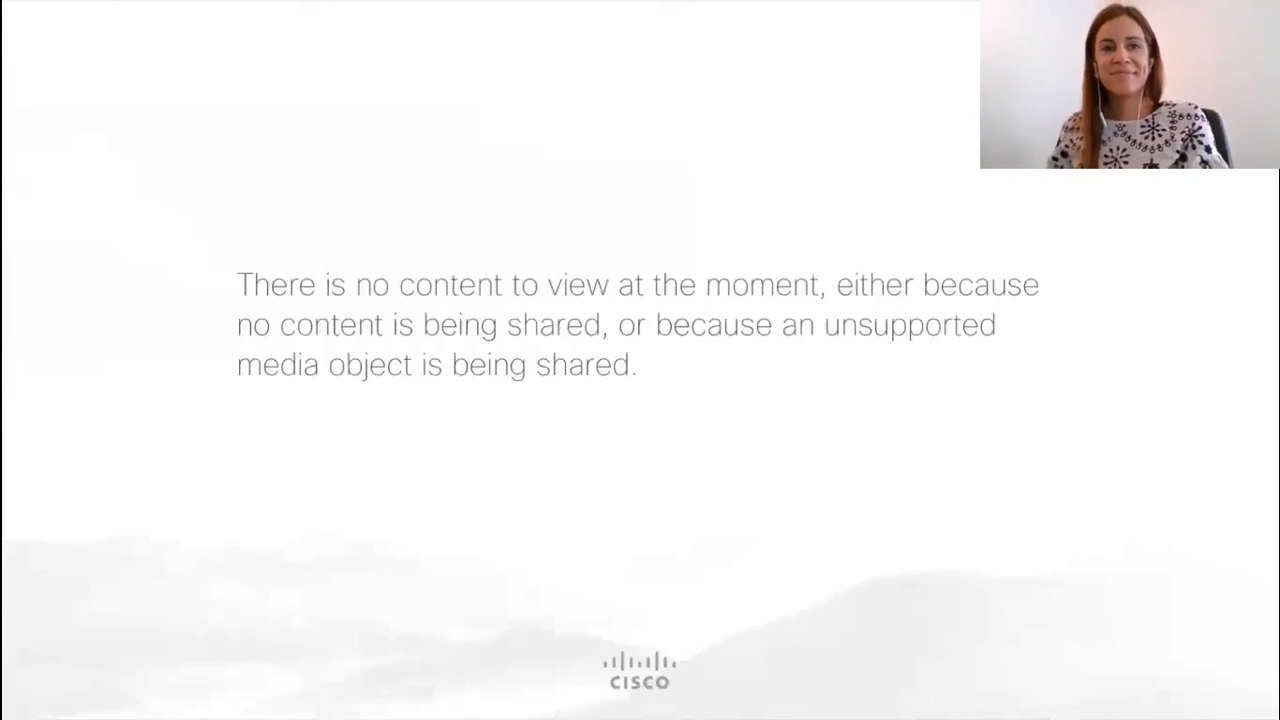 There is no content to view at the moment, either because
no content is being shared, or because an unsupported
media object is being shared.
CISCO